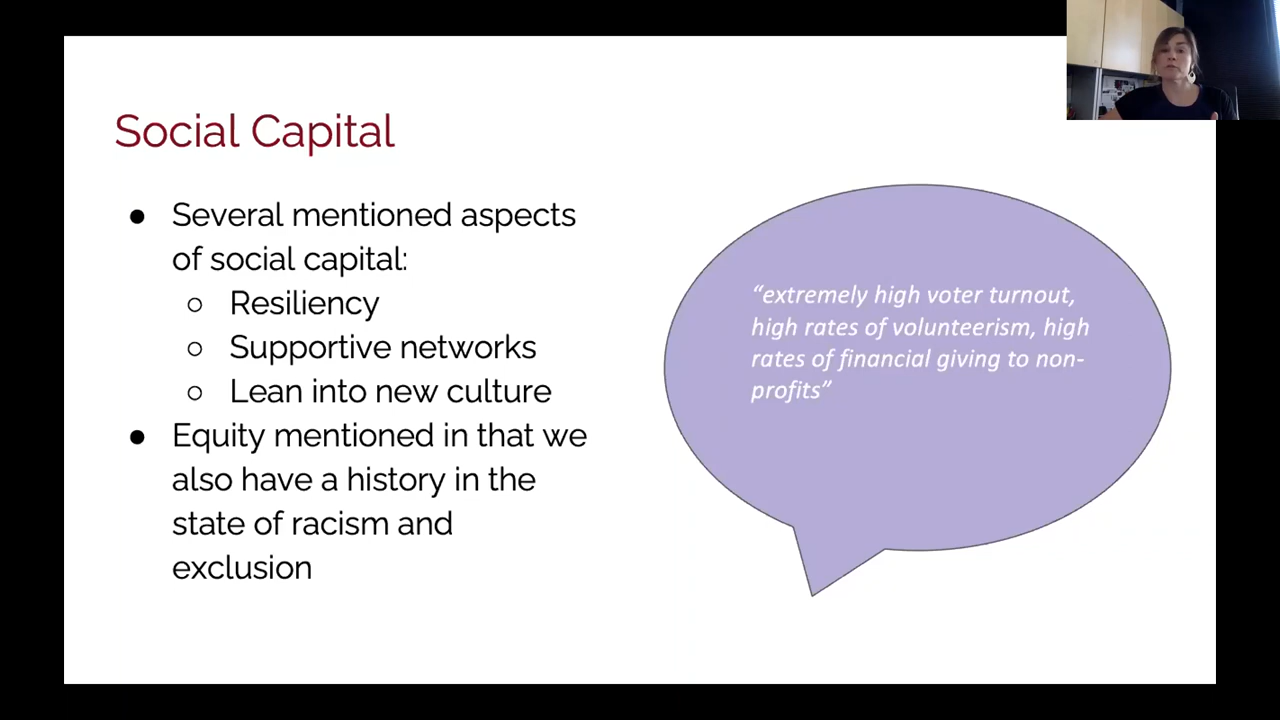 Social Capital
● Several mentioned aspects
of social capital:
○ Resiliency
○ Supportive networks
○ Lean into new culture
● Equity mentioned in that we
also have a history in the
state of racism and
exclusion
“extremely high voter turnout,
high rates of volunteerism, high
rates of financial giving to non-
profits”